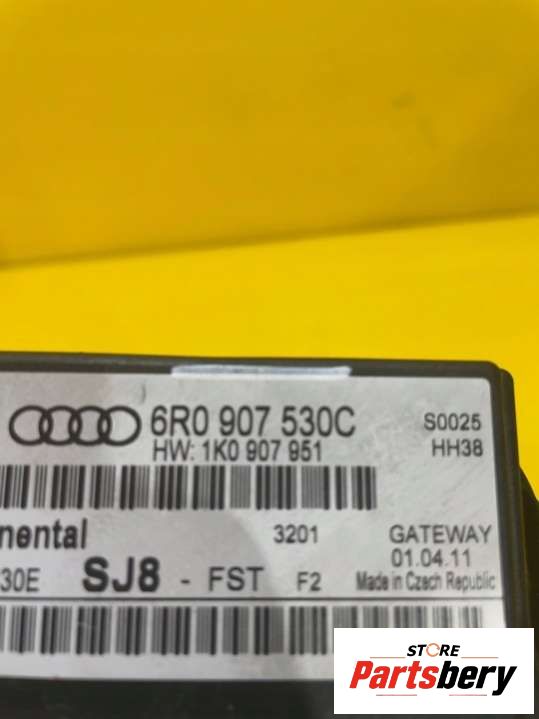 6R0 907 530C
S0025
HW: 1K0 907 951
HH38
nental
3201
GATEWAY
01.04.11
30E SJ8 - FST F2
Made in Czech Republic
STORE
Partsbery